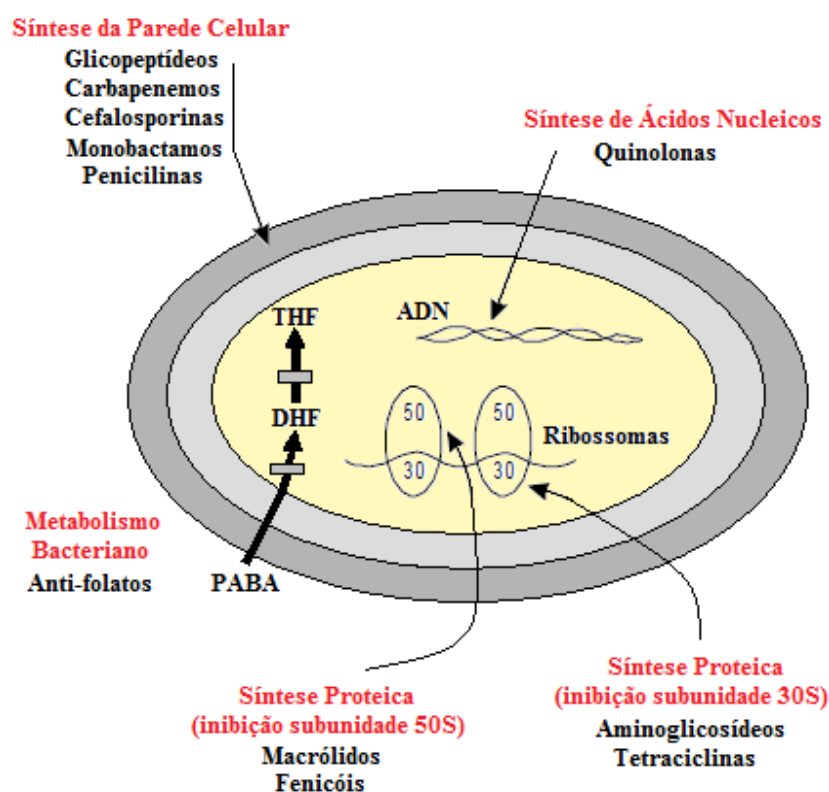 Síntese da Parede Celular
Glicopeptídeos
Carbapenemos
Cefalosporinas
Monobactamos
Penicilinas
Síntese de Ácidos Nucleicos
Quinolonas
THF
ADN
DHF
50
50
Ribossomas
30
30
Metabolismo
Bacteriano
Anti-folatos
PABA
Síntese Proteica
(inibição subunidade 50S)
Macrólidos
Fenicóis
Síntese Proteica
(inibição subunidade 30S)
Aminoglicosídeos
Tetraciclinas